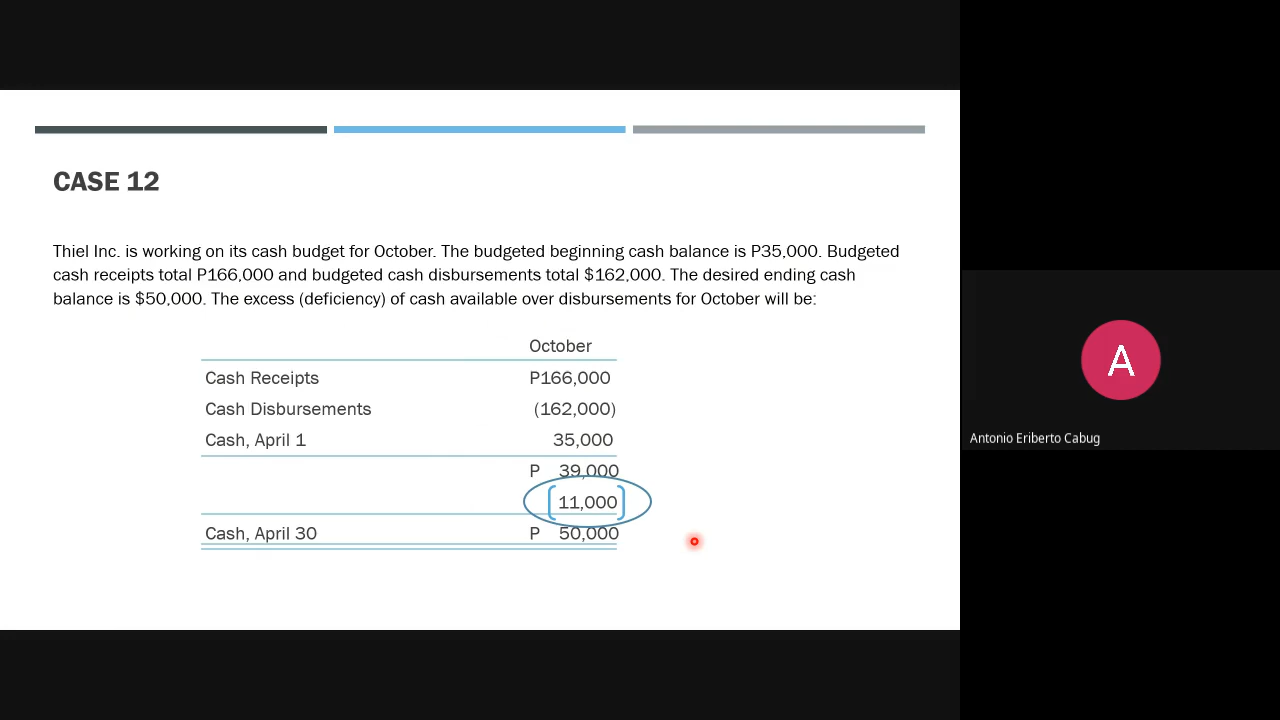 CASE 12
Thiel Inc. is working on its cash budget for October. The budgeted beginning cash balance is P35,000. Budgeted
cash receipts total P166,000 and budgeted cash disbursements total $162,000. The desired ending cash
balance is $50,000. The excess (deficiency) of cash available over disbursements for October will be:
October
Cash Receipts P166,000
Cash Disbursements (162,000)
Cash, April 1 35,000
P 39,000
[11,000]
Cash, April 30 P 50,000
A
Antonio Eriberto Cabug